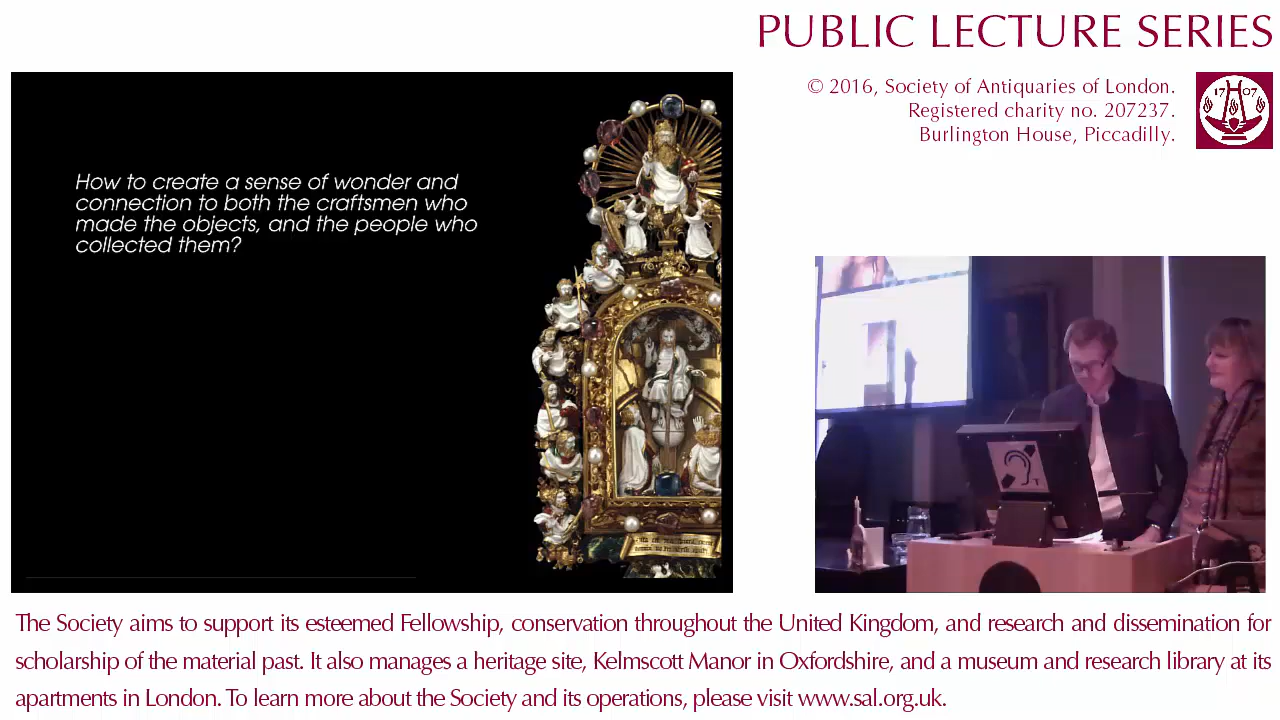 PUBLIC LECTURE SERIES
© 2016, Society of Antiquaries of London.
Registered charity no. 207237.
Burlington House, Piccadilly.
17 07
How to create a sense of wonder and
connection to both the craftsmen who
made the objects, and the people who
collected them?
The Society aims to support its esteemed Fellowship, conservation throughout the United Kingdom, and research and dissemination for
scholarship of the material past. It also manages a heritage site, Kelmscott Manor in Oxfordshire, and a museum and research library at its
apartments in London. To learn more about the Society and its operations, please visit www.sal.org.uk.